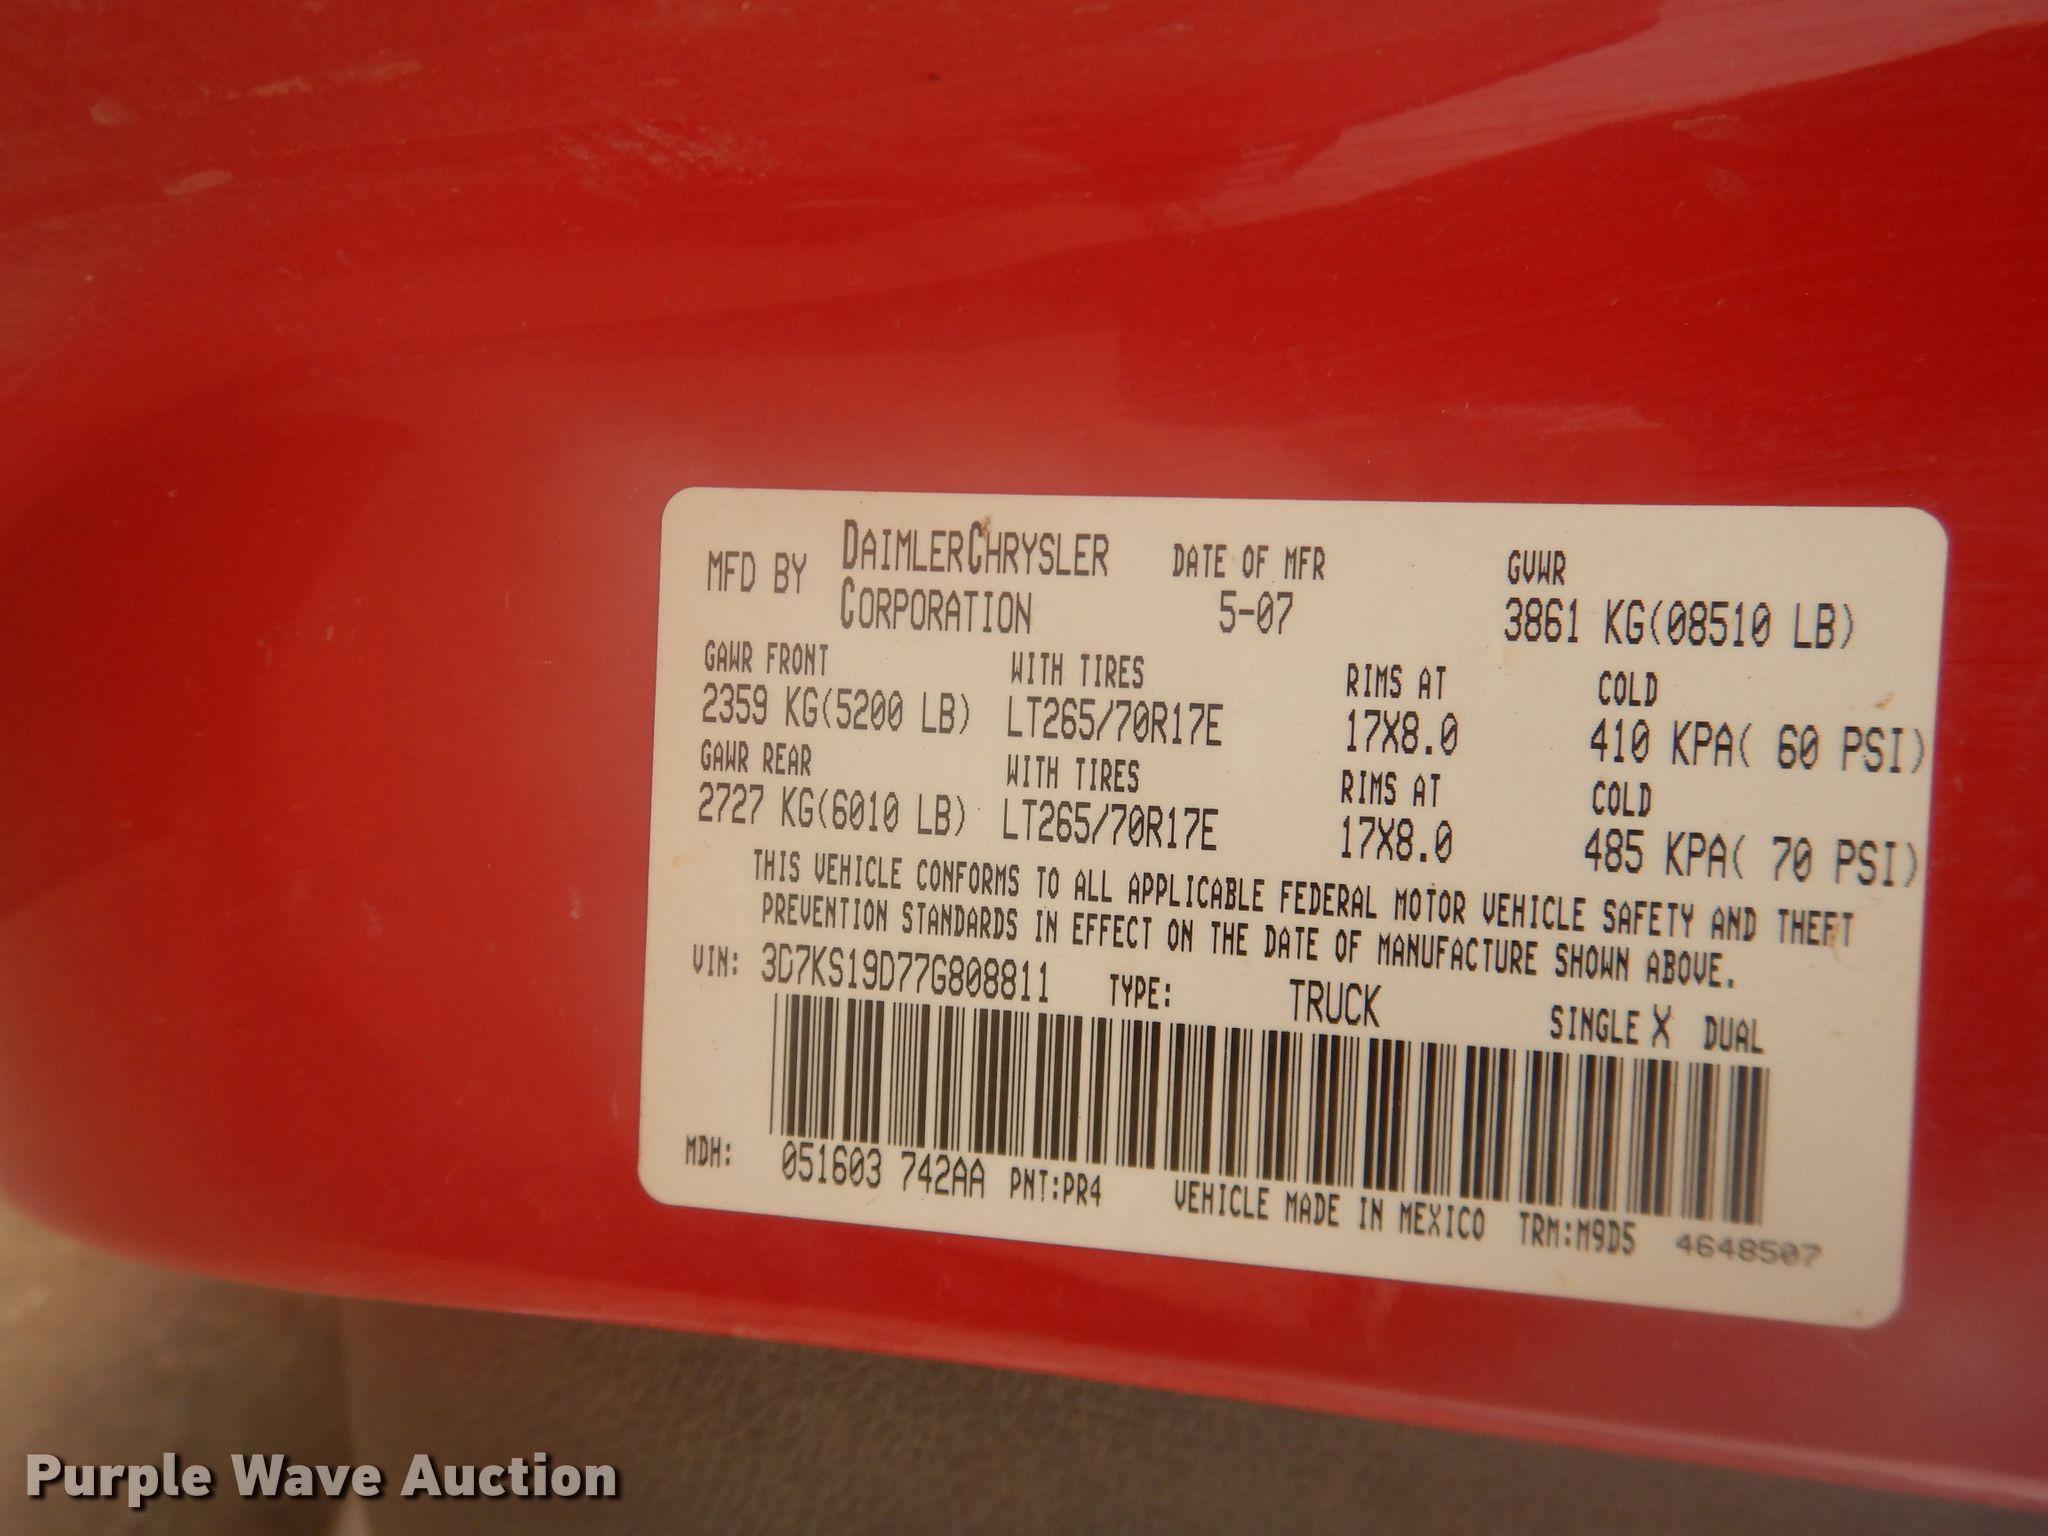 MFD BY DAIMLERCHRYSLER CORPORATION DATE OF MFR 5-07 GVWR 3861 KG(08510 LB)
GAWR FRONT WITH TIRES RIMS AT COLD
2359 KG(5200 LB) LT265/70R17E 17X8.0 410 KPA( 60 PSI)
GAWR REAR WITH TIRES RIMS AT COLD
2727 KG(6010 LB) LT265/70R17E 17X8.0 485 KPA( 70 PSI)
THIS VEHICLE CONFORMS TO ALL APPLICABLE FEDERAL MOTOR VEHICLE SAFETY AND THEFT
PREVENTION STANDARDS IN EFFECT ON THE DATE OF MANUFACTURE SHOWN ABOVE.
VIN: 3D7KS19D77G808811 TYPE: TRUCK SINGLE X DUAL
MDH: 051603 742AA PNT:PR4 VEHICLE MADE IN MEXICO TRM:M9D5 4648507
Purple Wave Auction